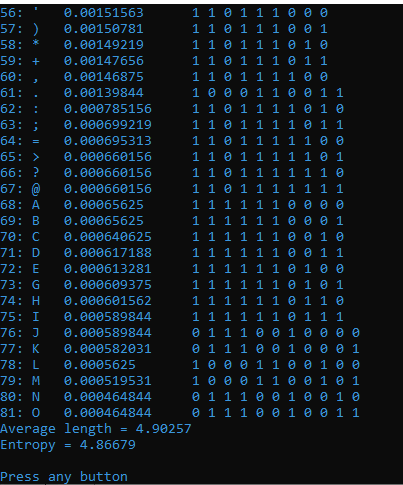 56: ' 0.00151563 1 1 0 1 1 1 0 0 0
57: ) 0.00150781 1 1 0 1 1 1 0 0 1
58: * 0.00149219 1 1 0 1 1 1 0 1 0
59: + 0.00147656 1 1 0 1 1 1 0 1 1
60: , 0.00146875 1 1 0 1 1 1 1 0 0
61: . 0.00139844 1 0 0 0 1 1 0 0 1 1
62: : 0.000785156 1 1 0 1 1 1 1 0 1 0
63: ; 0.000699219 1 1 0 1 1 1 1 0 1 1
64: = 0.000695313 1 1 0 1 1 1 1 1 0 0
65: > 0.000660156 1 1 0 1 1 1 1 1 0 1
66: ? 0.000660156 1 1 0 1 1 1 1 1 1 0
67: @ 0.000660156 1 1 0 1 1 1 1 1 1 1
68: A 0.00065625 1 1 1 1 1 1 0 0 0 0
69: B 0.00065625 1 1 1 1 1 1 0 0 0 1
70: C 0.000640625 1 1 1 1 1 1 0 0 1 0
71: D 0.000617188 1 1 1 1 1 1 0 0 1 1
72: E 0.000613281 1 1 1 1 1 1 0 1 0 0
73: G 0.000609375 1 1 1 1 1 1 0 1 0 1
74: H 0.000601562 1 1 1 1 1 1 0 1 1 0
75: I 0.000589844 1 1 1 1 1 1 0 1 1 1
76: J 0.000589844 0 1 1 1 0 0 1 0 0 0 0
77: K 0.000582031 0 1 1 1 0 0 1 0 0 0 1
78: L 0.0005625 1 0 0 0 1 1 0 0 1 0 0
79: M 0.000519531 1 0 0 0 1 1 0 0 1 0 1
80: N 0.000464844 0 1 1 1 0 0 1 0 0 1 0
81: O 0.000464844 0 1 1 1 0 0 1 0 0 1 1
Average length = 4.90257
Entropy = 4.86679
Press any button